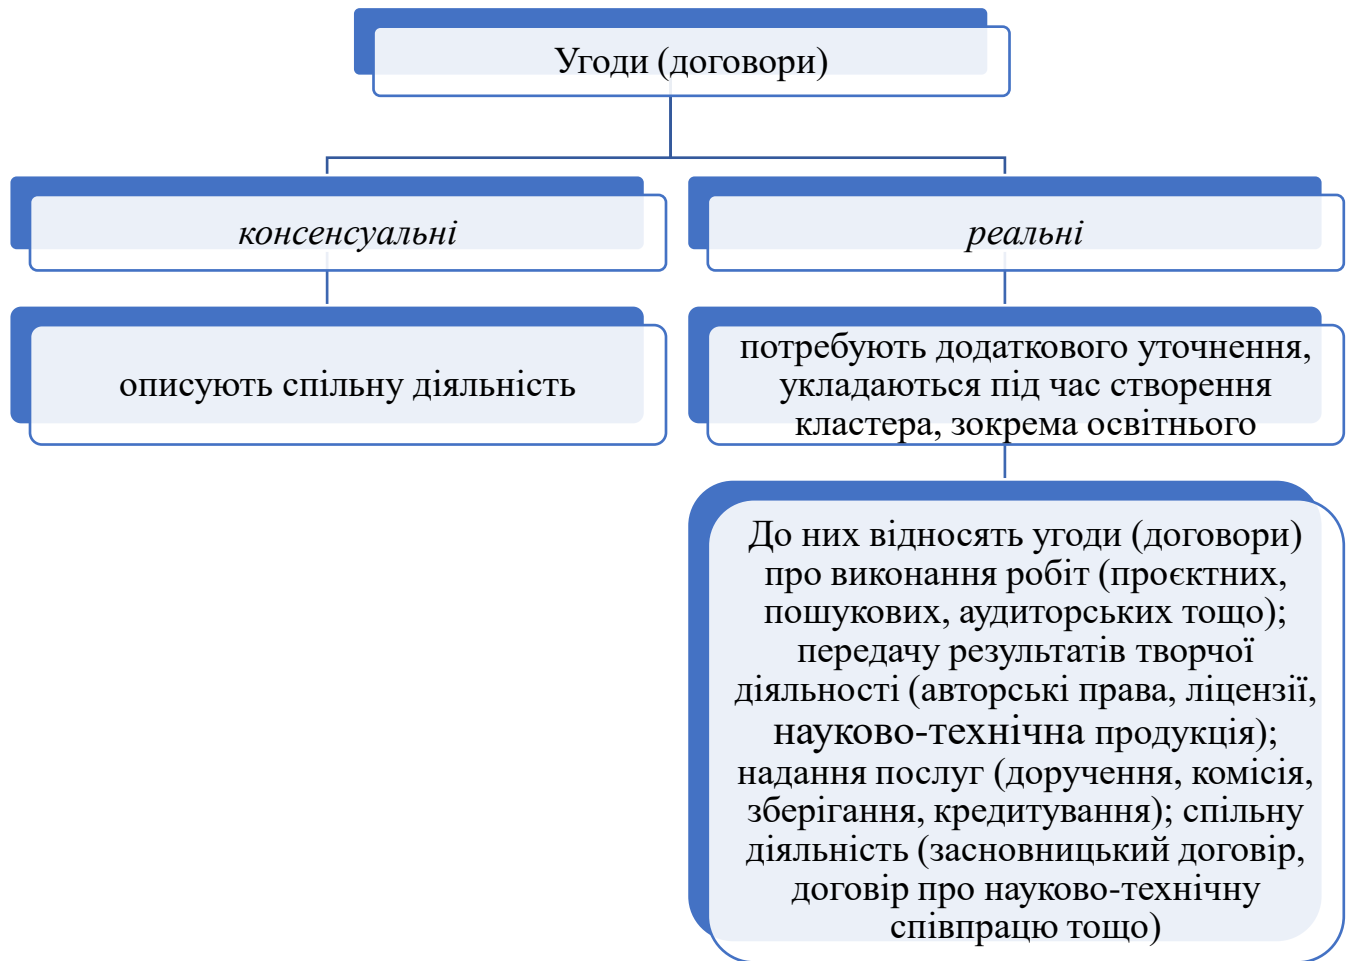 Угоди (договори)
консенсуальні
реальні
описують спільну діяльність
потребують додаткового уточнення,
укладаються під час створення
кластера, зокрема освітнього
До них відносять угоди (договори)
про виконання робіт (проєктних,
пошукових, аудиторських тощо);
передачу результатів творчої
діяльності (авторські права, ліцензії,
науково-технічна продукція);
надання послуг (доручення, комісія,
зберігання, кредитування); спільну
діяльність (засновницький договір,
договір про науково-технічну
співпрацю тощо)